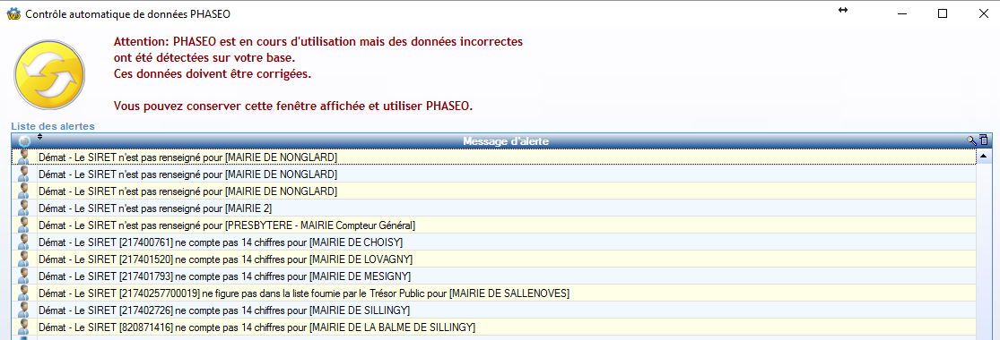 Contrôle automatique de données PHASEO
Attention: PHASEO est en cours d'utilisation mais des données incorrectes
ont été détectées sur votre base.
Ces données doivent être corrigées.
Vous pouvez conserver cette fenêtre affichée et utiliser PHASEO.
Liste des alertes
Message d'alerte
Démat - Le SIRET n'est pas renseigné pour [MAIRIE DE NONGLARD]
Démat - Le SIRET n'est pas renseigné pour [MAIRIE DE NONGLARD]
Démat - Le SIRET n'est pas renseigné pour [MAIRIE DE NONGLARD]
Démat - Le SIRET n'est pas renseigné pour [MAIRIE 2]
Démat - Le SIRET n'est pas renseigné pour [PRESBYTERE - MAIRIE Compteur Général]
Démat - Le SIRET [217400761] ne compte pas 14 chiffres pour [MAIRIE DE CHOISY]
Démat - Le SIRET [217401520] ne compte pas 14 chiffres pour [MAIRIE DE LOVAGNY]
Démat - Le SIRET [217401793] ne compte pas 14 chiffres pour [MAIRIE DE MESIGNY]
Démat - Le SIRET [21740257700019] ne figure pas dans la liste fournie par le Trésor Public pour [MAIRIE DE SALLENOVES]
Démat - Le SIRET [217402726] ne compte pas 14 chiffres pour [MAIRIE DE SILLINGY]
Démat - Le SIRET [820871416] ne compte pas 14 chiffres pour [MAIRIE DE LA BALME DE SILLINGY]